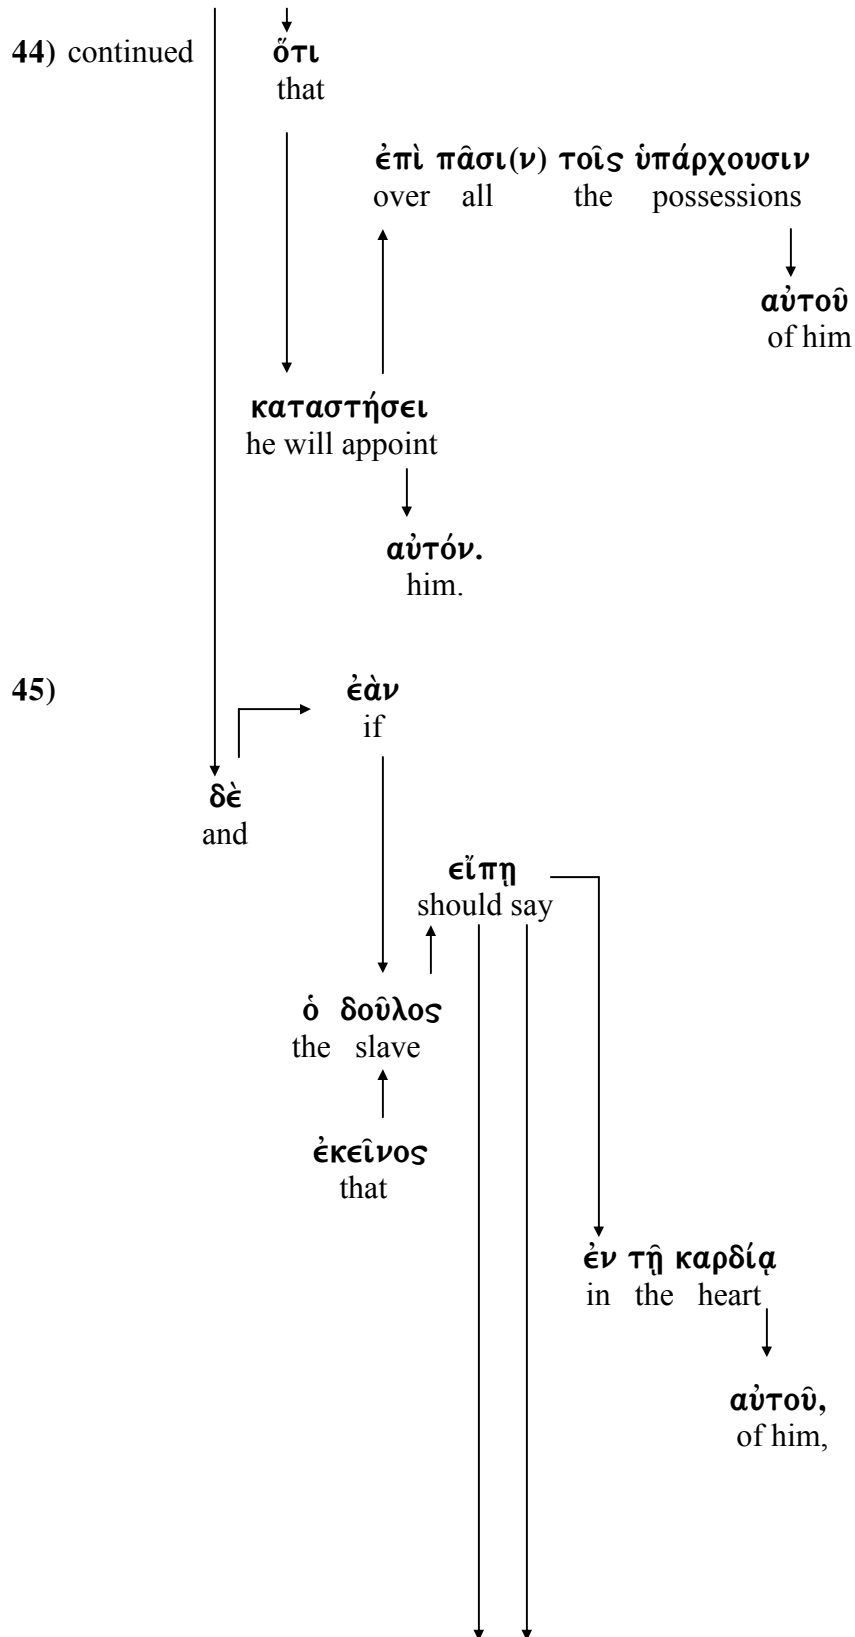 44) continued ὅτι
that
ἐπὶ πᾶσι(ν) τοῖς ὑπάρχουσιν
over all the possessions
αὐτοῦ
of him
καταστήσει
he will appoint
αὐτόν.
him.
45) ἐὰν
if
δὲ
and
εἴπῃ
should say
ὁ δοῦλος
the slave
ἐκεῖνος
that
ἐν τῇ καρδίᾳ
in the heart
αὐτοῦ,
of him,